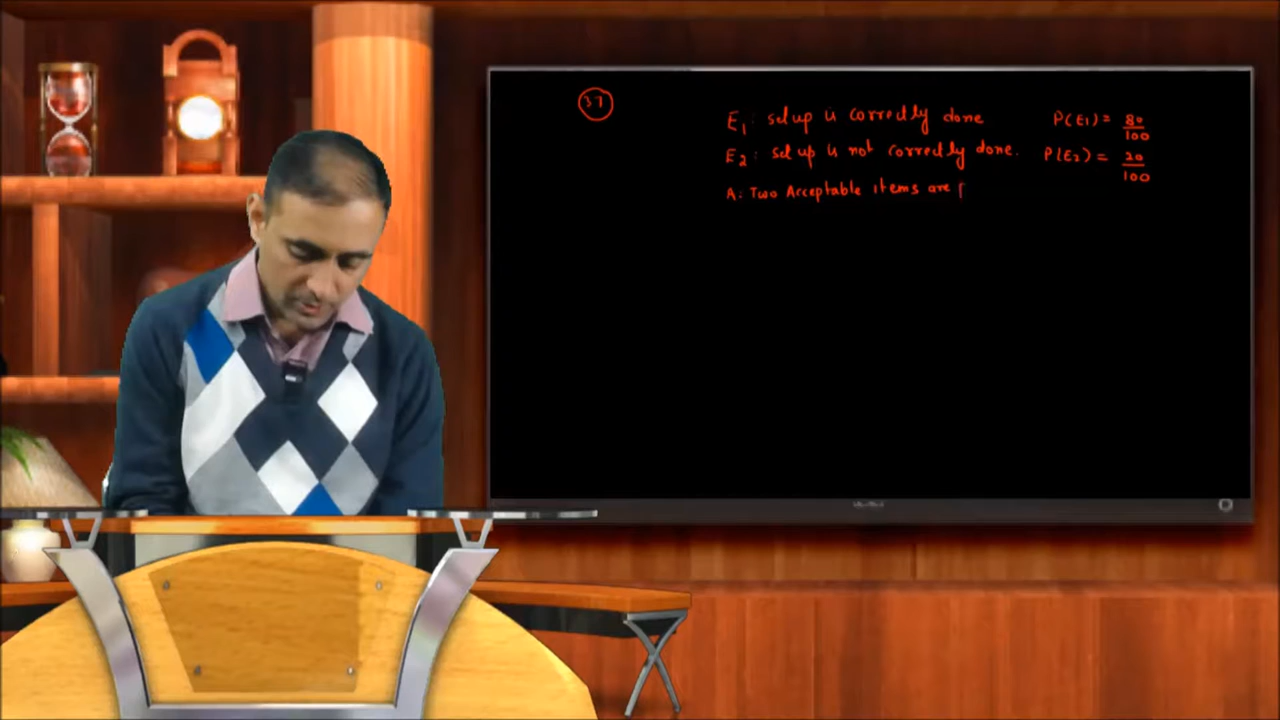 37
E1: set up is correctly done P(E1) = 80/100
E2: set up is not correctly done. P(E2) = 20/100
A: Two Acceptable items are p